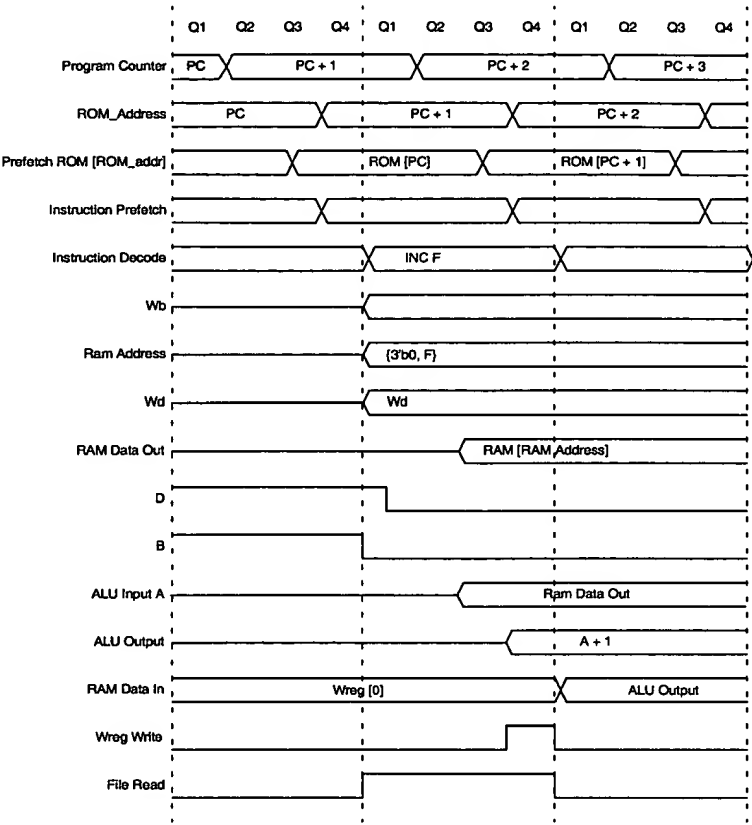 Q1 Q2 Q3 Q4 Q1 Q2 Q3 Q4 Q1 Q2 Q3 Q4
Program Counter PC PC + 1 PC + 2 PC + 3
ROM_Address PC PC + 1 PC + 2
Prefetch ROM [ROM_addr] ROM [PC] ROM [PC + 1]
Instruction Prefetch
Instruction Decode INC F
Wb
Ram Address {3'b0, F}
Wd Wd
RAM Data Out RAM [RAM Address]
D
B
ALU Input A Ram Data Out
ALU Output A + 1
RAM Data In Wreg [0] ALU Output
Wreg Write
File Read